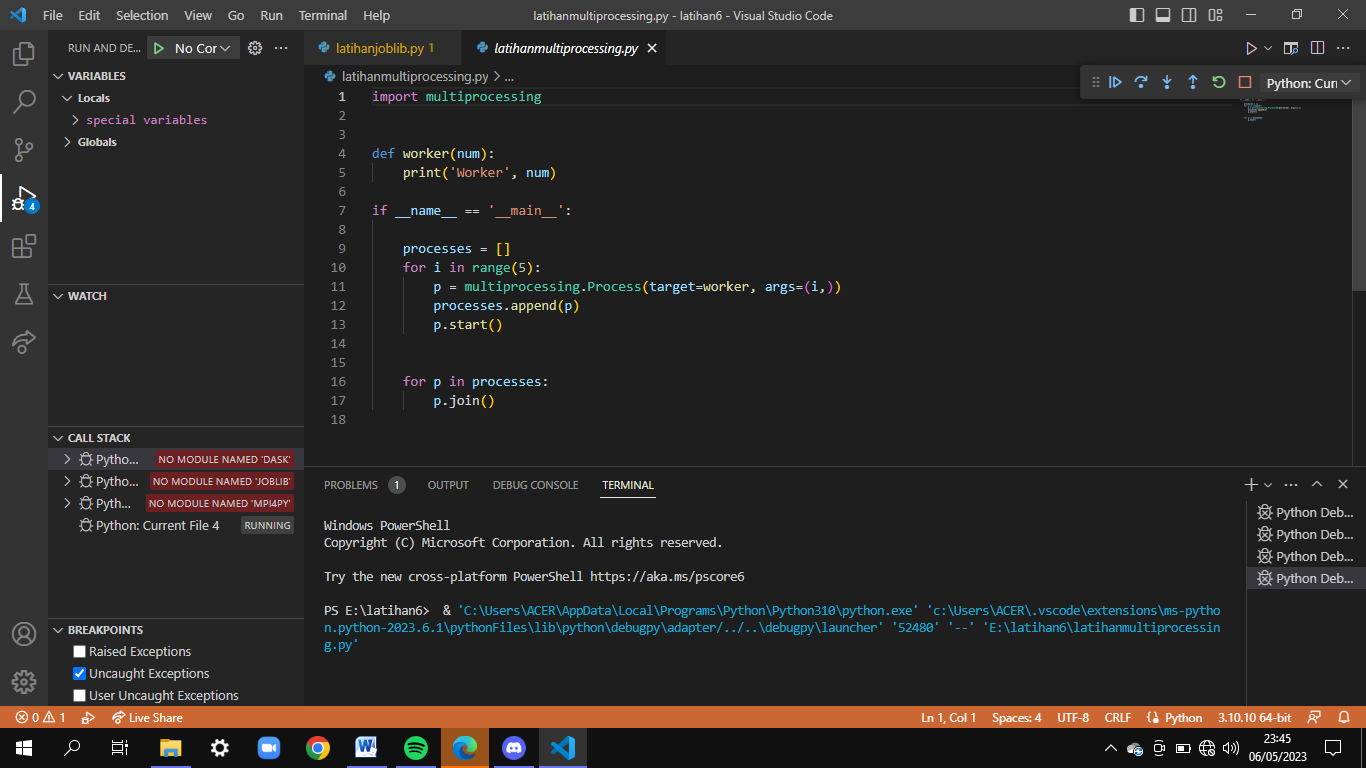 File Edit Selection View Go Run Terminal Help latihanmultiprocessing.py - latihan6 - Visual Studio Code
RUN AND DE... No Cor
VARIABLES
Locals
special variables
Globals
WATCH
CALL STACK
Pytho... NO MODULE NAMED 'DASK'
Pytho... NO MODULE NAMED 'JOBLIB'
Pyth... NO MODULE NAMED 'MPI4PY'
Python: Current File 4 RUNNING
BREAKPOINTS
Raised Exceptions
Uncaught Exceptions
User Uncaught Exceptions
4
latihanjoblib.py 1 latihanmultiprocessing.py
latihanmultiprocessing.py > ...
Python: Cur
1 import multiprocessing
2
3
4 def worker(num):
5 print('Worker', num)
6
7 if __name__ == '__main__':
8
9 processes = []
10 for i in range(5):
11 p = multiprocessing.Process(target=worker, args=(i,))
12 processes.append(p)
13 p.start()
14
15
16 for p in processes:
17 p.join()
18
PROBLEMS 1 OUTPUT DEBUG CONSOLE TERMINAL
Windows PowerShell
Copyright (C) Microsoft Corporation. All rights reserved.
Try the new cross-platform PowerShell https://aka.ms/pscore6
PS E:\latihan6> & 'C:\Users\ACER\AppData\Local\Programs\Python\Python310\python.exe' 'c:\Users\ACER\.vscode\extensions\ms-pytho
n.python-2023.6.1\pythonFiles\lib\python\debugpy\adapter/../..\debugpy\launcher' '52480' '--' 'E:\latihan6\latihanmultiprocessin
g.py'
Python Deb...
Python Deb...
Python Deb...
Python Deb...
0 1 Live Share Ln 1, Col 1 Spaces: 4 UTF-8 CRLF Python 3.10.10 64-bit
23:45
06/05/2023